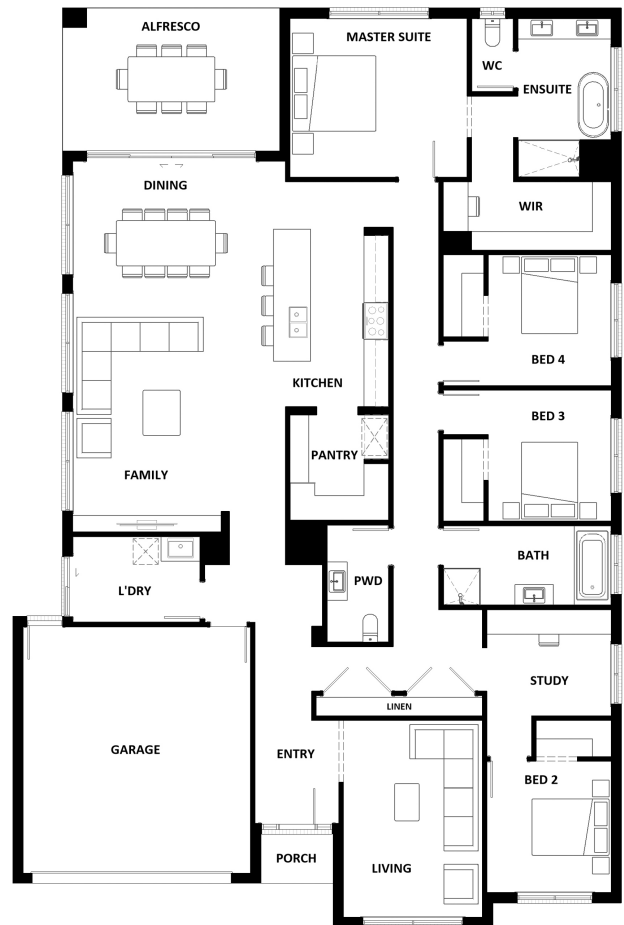 ALFRESCO
MASTER SUITE
WC
ENSUITE
DINING
WIR
KITCHEN
BED 4
BED 3
PANTRY
FAMILY
BATH
L'DRY
PWD
STUDY
LINEN
GARAGE
ENTRY
BED 2
PORCH
LIVING